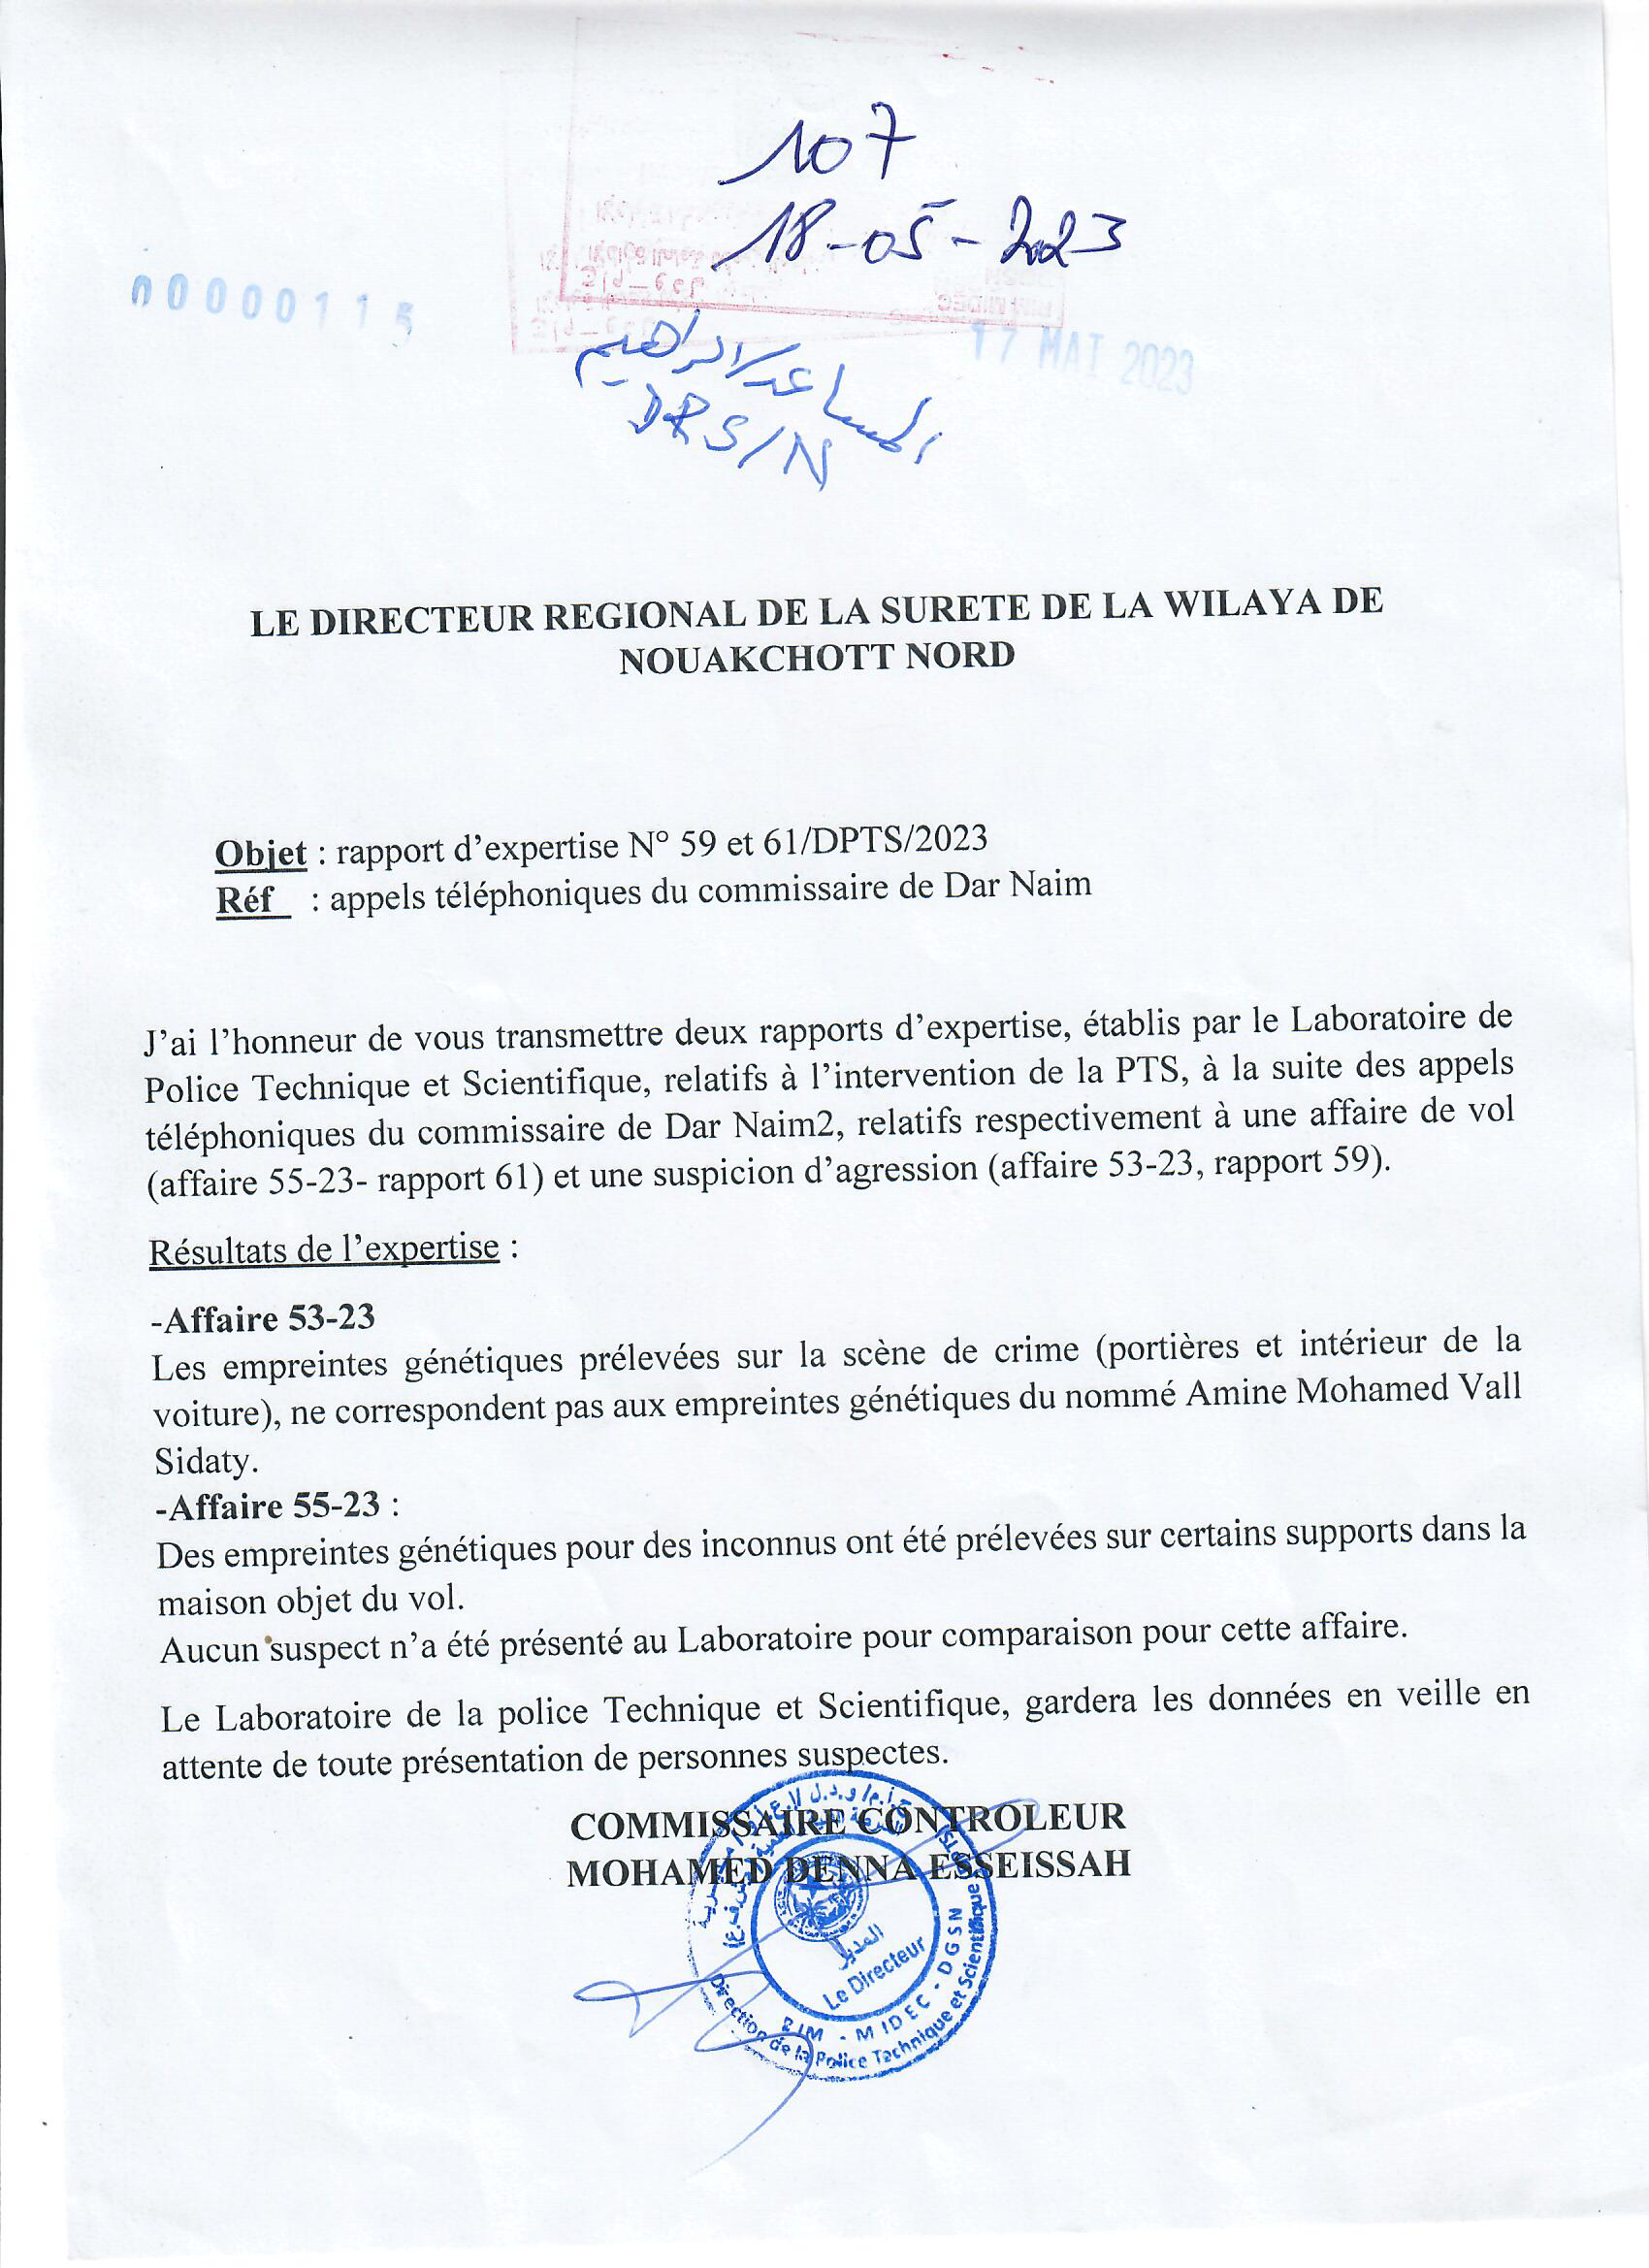 107
18-05-2023
00000115
17 MAI 2023
المساعد/ابراهيم
DRS/N
LE DIRECTEUR REGIONAL DE LA SURETE DE LA WILAYA DE
NOUAKCHOTT NORD
Objet : rapport d’expertise N° 59 et 61/DPTS/2023
Réf : appels téléphoniques du commissaire de Dar Naim
J’ai l’honneur de vous transmettre deux rapports d’expertise, établis par le Laboratoire de
Police Technique et Scientifique, relatifs à l’intervention de la PTS, à la suite des appels
téléphoniques du commissaire de Dar Naim2, relatifs respectivement à une affaire de vol
(affaire 55-23- rapport 61) et une suspicion d’agression (affaire 53-23, rapport 59).
Résultats de l’expertise :
-Affaire 53-23
Les empreintes génétiques prélevées sur la scène de crime (portières et intérieur de la
voiture), ne correspondent pas aux empreintes génétiques du nommé Amine Mohamed Vall
Sidaty.
-Affaire 55-23 :
Des empreintes génétiques pour des inconnus ont été prélevées sur certains supports dans la
maison objet du vol.
Aucun suspect n’a été présenté au Laboratoire pour comparaison pour cette affaire.
Le Laboratoire de la police Technique et Scientifique, gardera les données en veille en
attente de toute présentation de personnes suspectes.
COMMISSAIRE CONTROLEUR
MOHAMED DENNA ESSEISSAH
المدير
Le Directeur
RIM - MIDEC - DGSN
Direction de la Police Technique et Scientifique